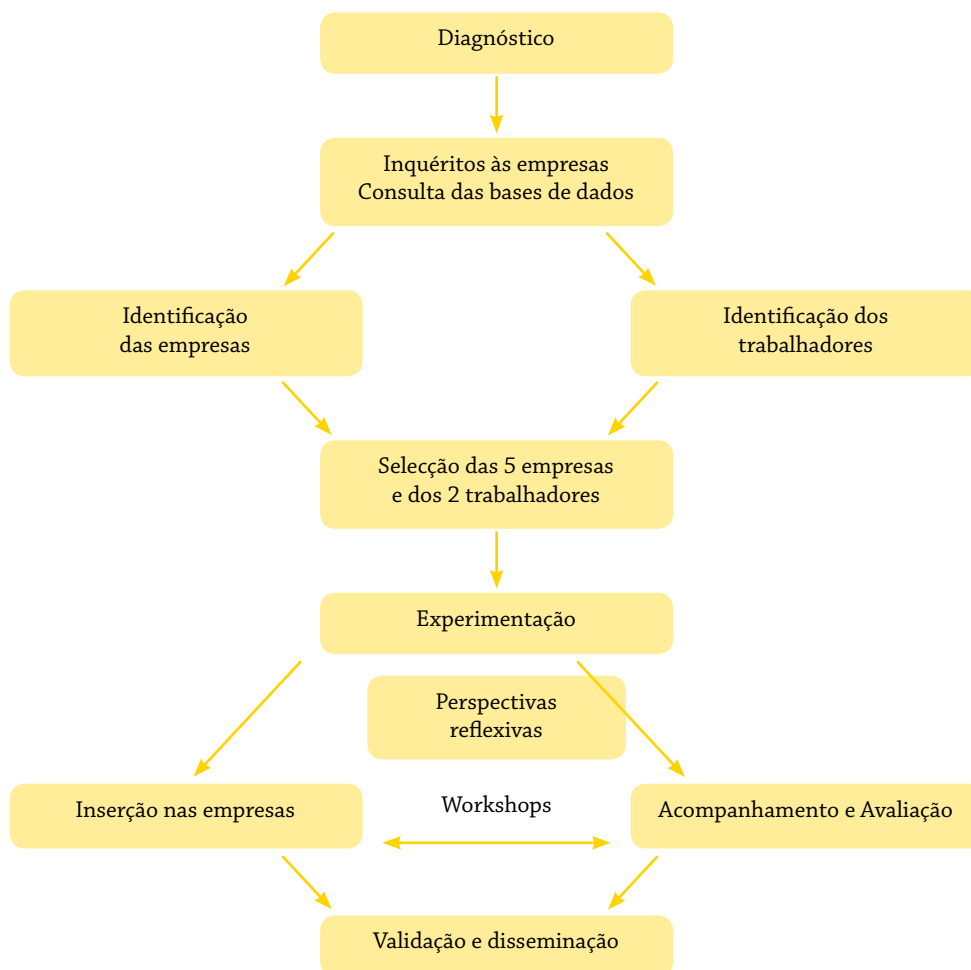 Diagnóstico
Inquéritos às empresas
Consulta das bases de dados
Identificação
das empresas
Identificação dos
trabalhadores
Selecção das 5 empresas
e dos 2 trabalhadores
Experimentação
Perspectivas
reflexivas
Inserção nas empresas
Workshops
Acompanhamento e Avaliação
Validação e disseminação